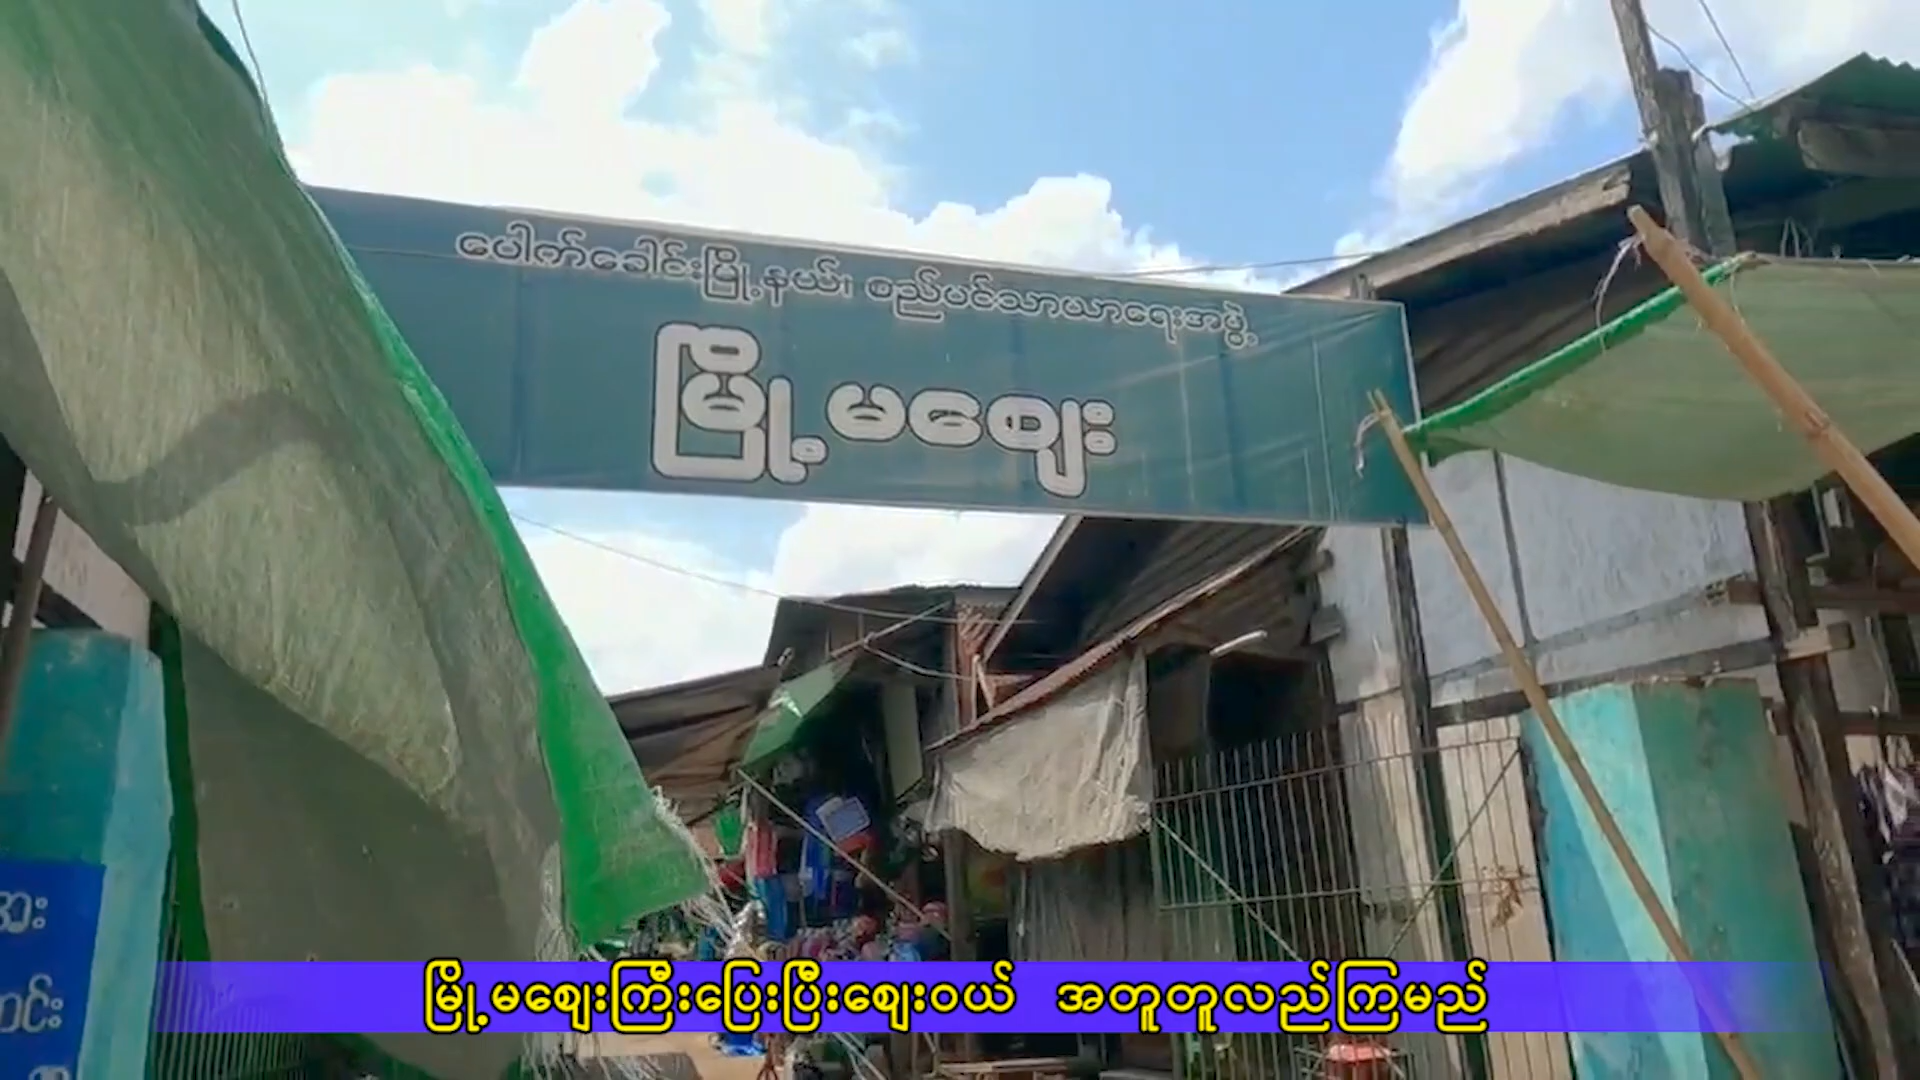 ပေါက်ခေါင်းမြို့နယ်၊ စည်ပင်သာယာရေးအဖွဲ့
မြို့မဈေး
မြို့မဈေးကြီးပြေးပြီးဈေးဝယ် အတူတူလည်ကြမည်